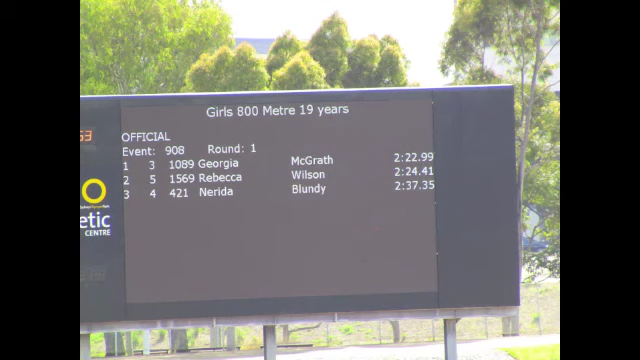 Girls 800 Metre 19 years
53
OFFICIAL
Event: 908 Round: 1
1 3 1089 Georgia McGrath 2:22.99
2 5 1569 Rebecca Wilson 2:24.41
3 4 421 Nerida Blundy 2:37.35
etic
CENTRE